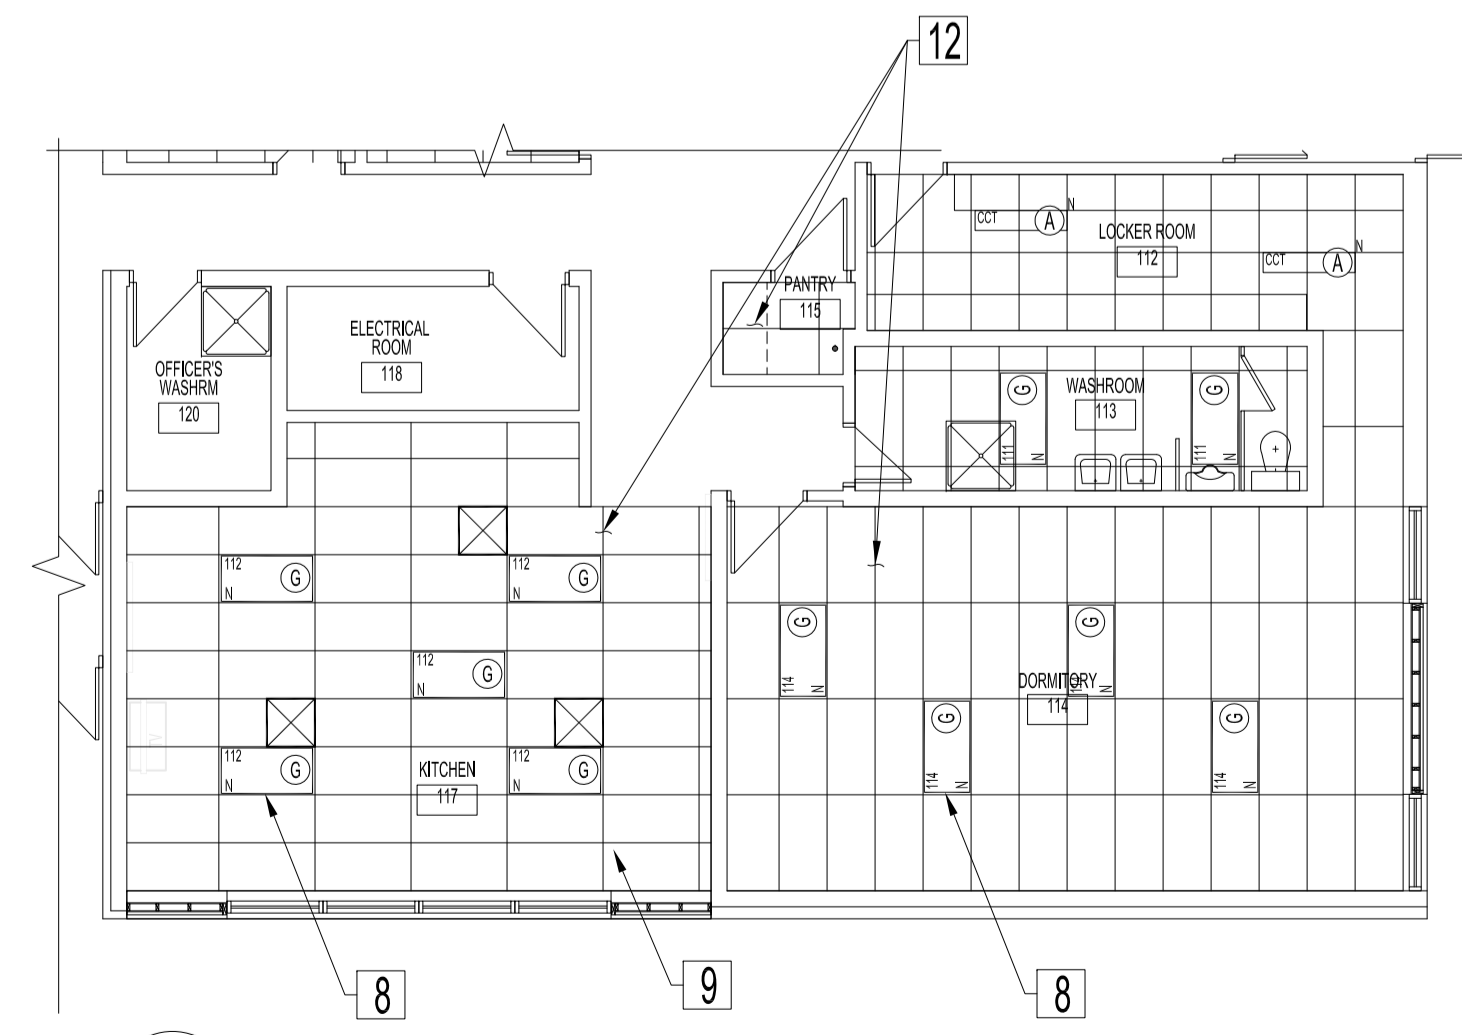 12
CCT
A
N
LOCKER ROOM
112
CCT
A
N
PANTRY
115
ELECTRICAL
ROOM
118
OFFICER'S
WASHRM
120
G
111
N
WASHROOM
113
G
111
N
112
N
G
112
N
G
112
N
G
112
N
G
112
N
G
KITCHEN
117
TV
G
114
N
G
114
N
DORMITORY
114
G
114
N
G
114
N
8
9
8